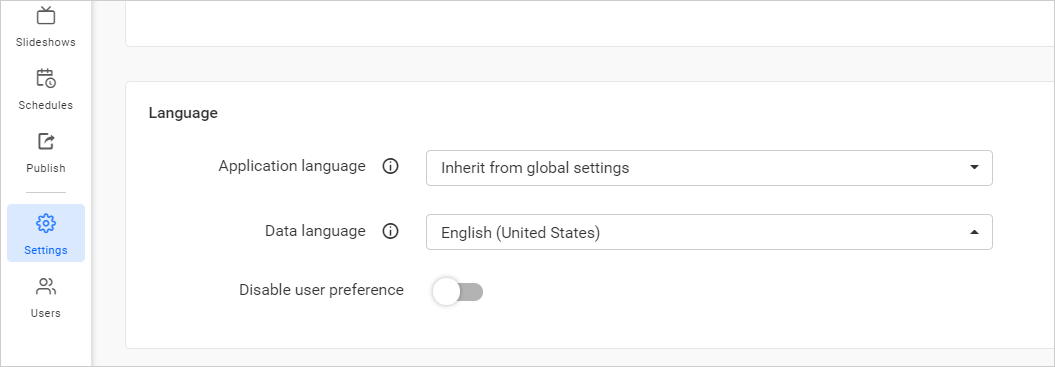 Slideshows
Schedules
Publish
Settings
Users
Language
Application language
Inherit from global settings
Data language
English (United States)
Disable user preference